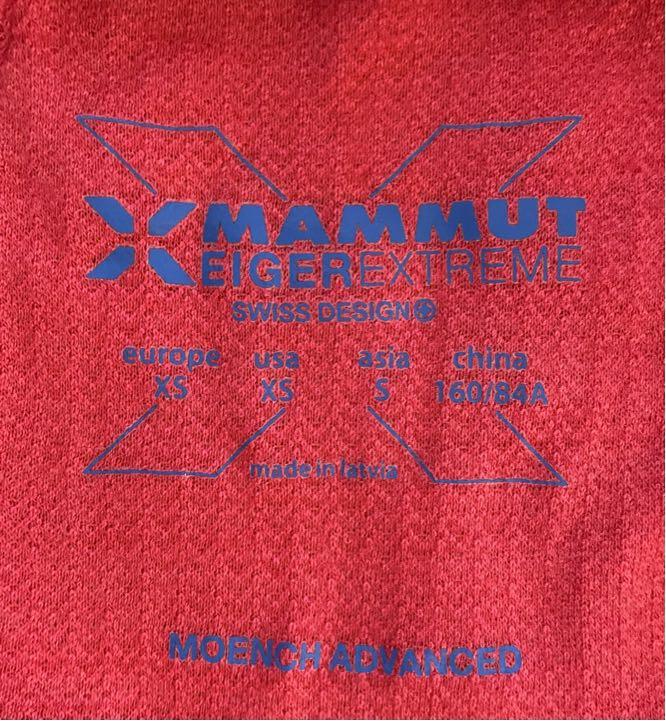 MAMMUT
EIGEREXTREME
SWISS DESIGN
europe usa asia china
XS XS S 160/84A
made in latvia
MOENCH ADVANCED